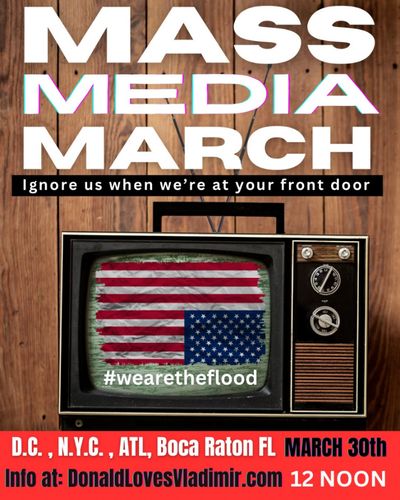 MASS
MEDIA
MARCH
Ignore us when we're at your front door
#wearetheflood
D.C. , N.Y.C. , ATL, Boca Raton FL MARCH 30th
Info at: DonaldLovesVladimir.com 12 NOON